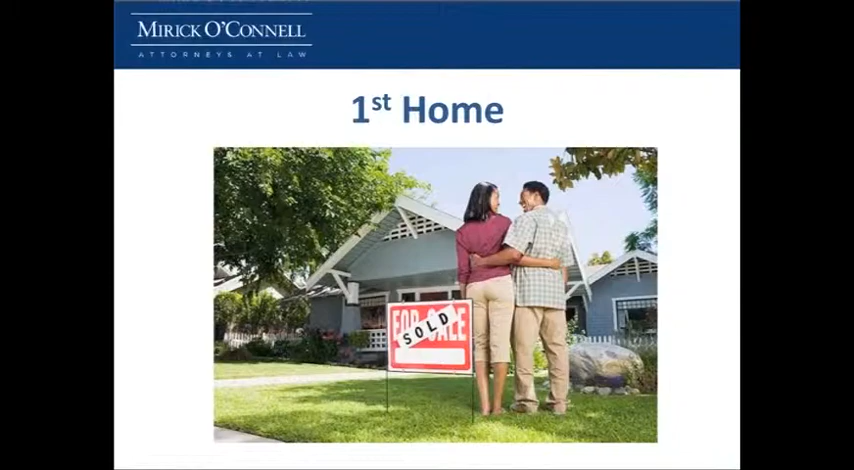 MIRICK O'CONNELL
ATTORNEYS AT LAW
1st Home
FOR SALE
SOLD